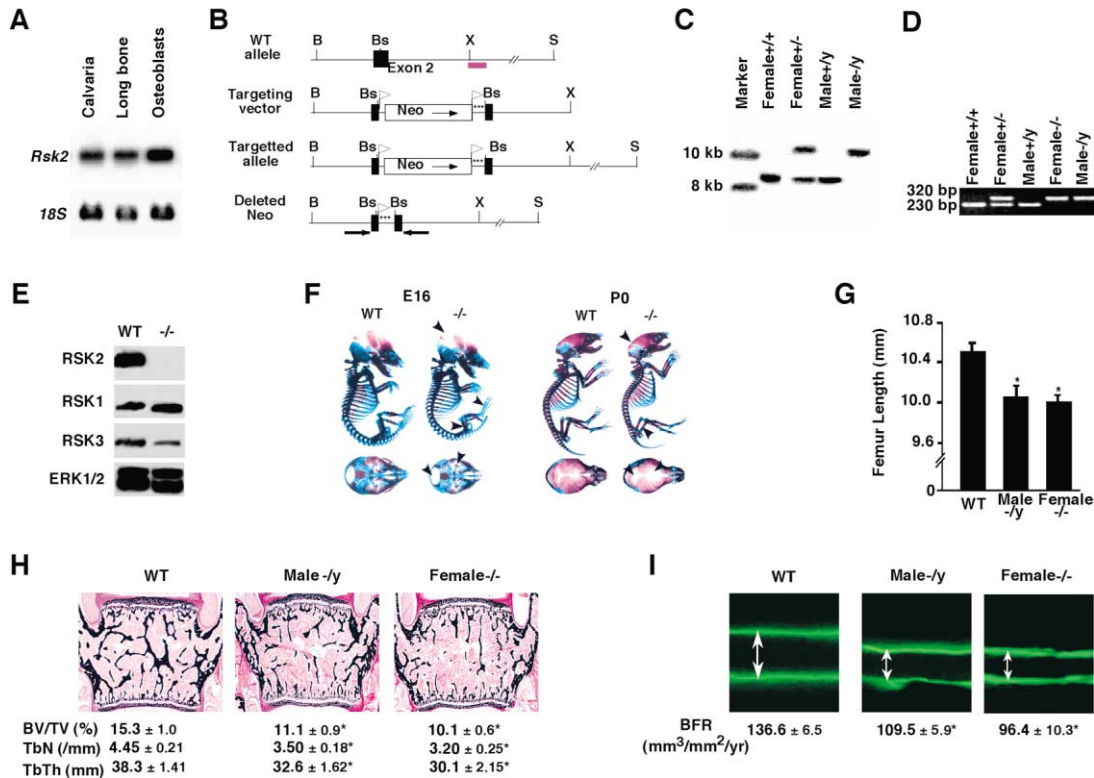 A
Calvaria
Long bone
Osteoblasts
Rsk2
18S
B
WT allele
B Bs X S
Exon 2
Targeting vector
B Bs Bs X
Neo
Targetted allele
B Bs Bs X S
Neo
Deleted Neo
B Bs Bs X S
C
Marker
Female+/+
Female+/-
Male+/y
Male-/y
10 kb
8 kb
D
Female+/+
Female+/-
Male+/y
Female-/-
Male-/y
320 bp
230 bp
E
WT -/-
RSK2
RSK1
RSK3
ERK1/2
F
E16 P0
WT -/- WT -/-
G
Femur Length (mm)
10.8
10.4
10.0
9.6
0
* *
WT Male -/y Female -/-
H
WT Male -/y Female-/-
BV/TV (%) 15.3 ± 1.0 11.1 ± 0.9* 10.1 ± 0.6*
TbN (/mm) 4.45 ± 0.21 3.50 ± 0.18* 3.20 ± 0.25*
TbTh (mm) 38.3 ± 1.41 32.6 ± 1.62* 30.1 ± 2.15*
I
WT Male-/y Female-/-
BFR (mm³/mm²/yr) 136.6 ± 6.5 109.5 ± 5.9* 96.4 ± 10.3*